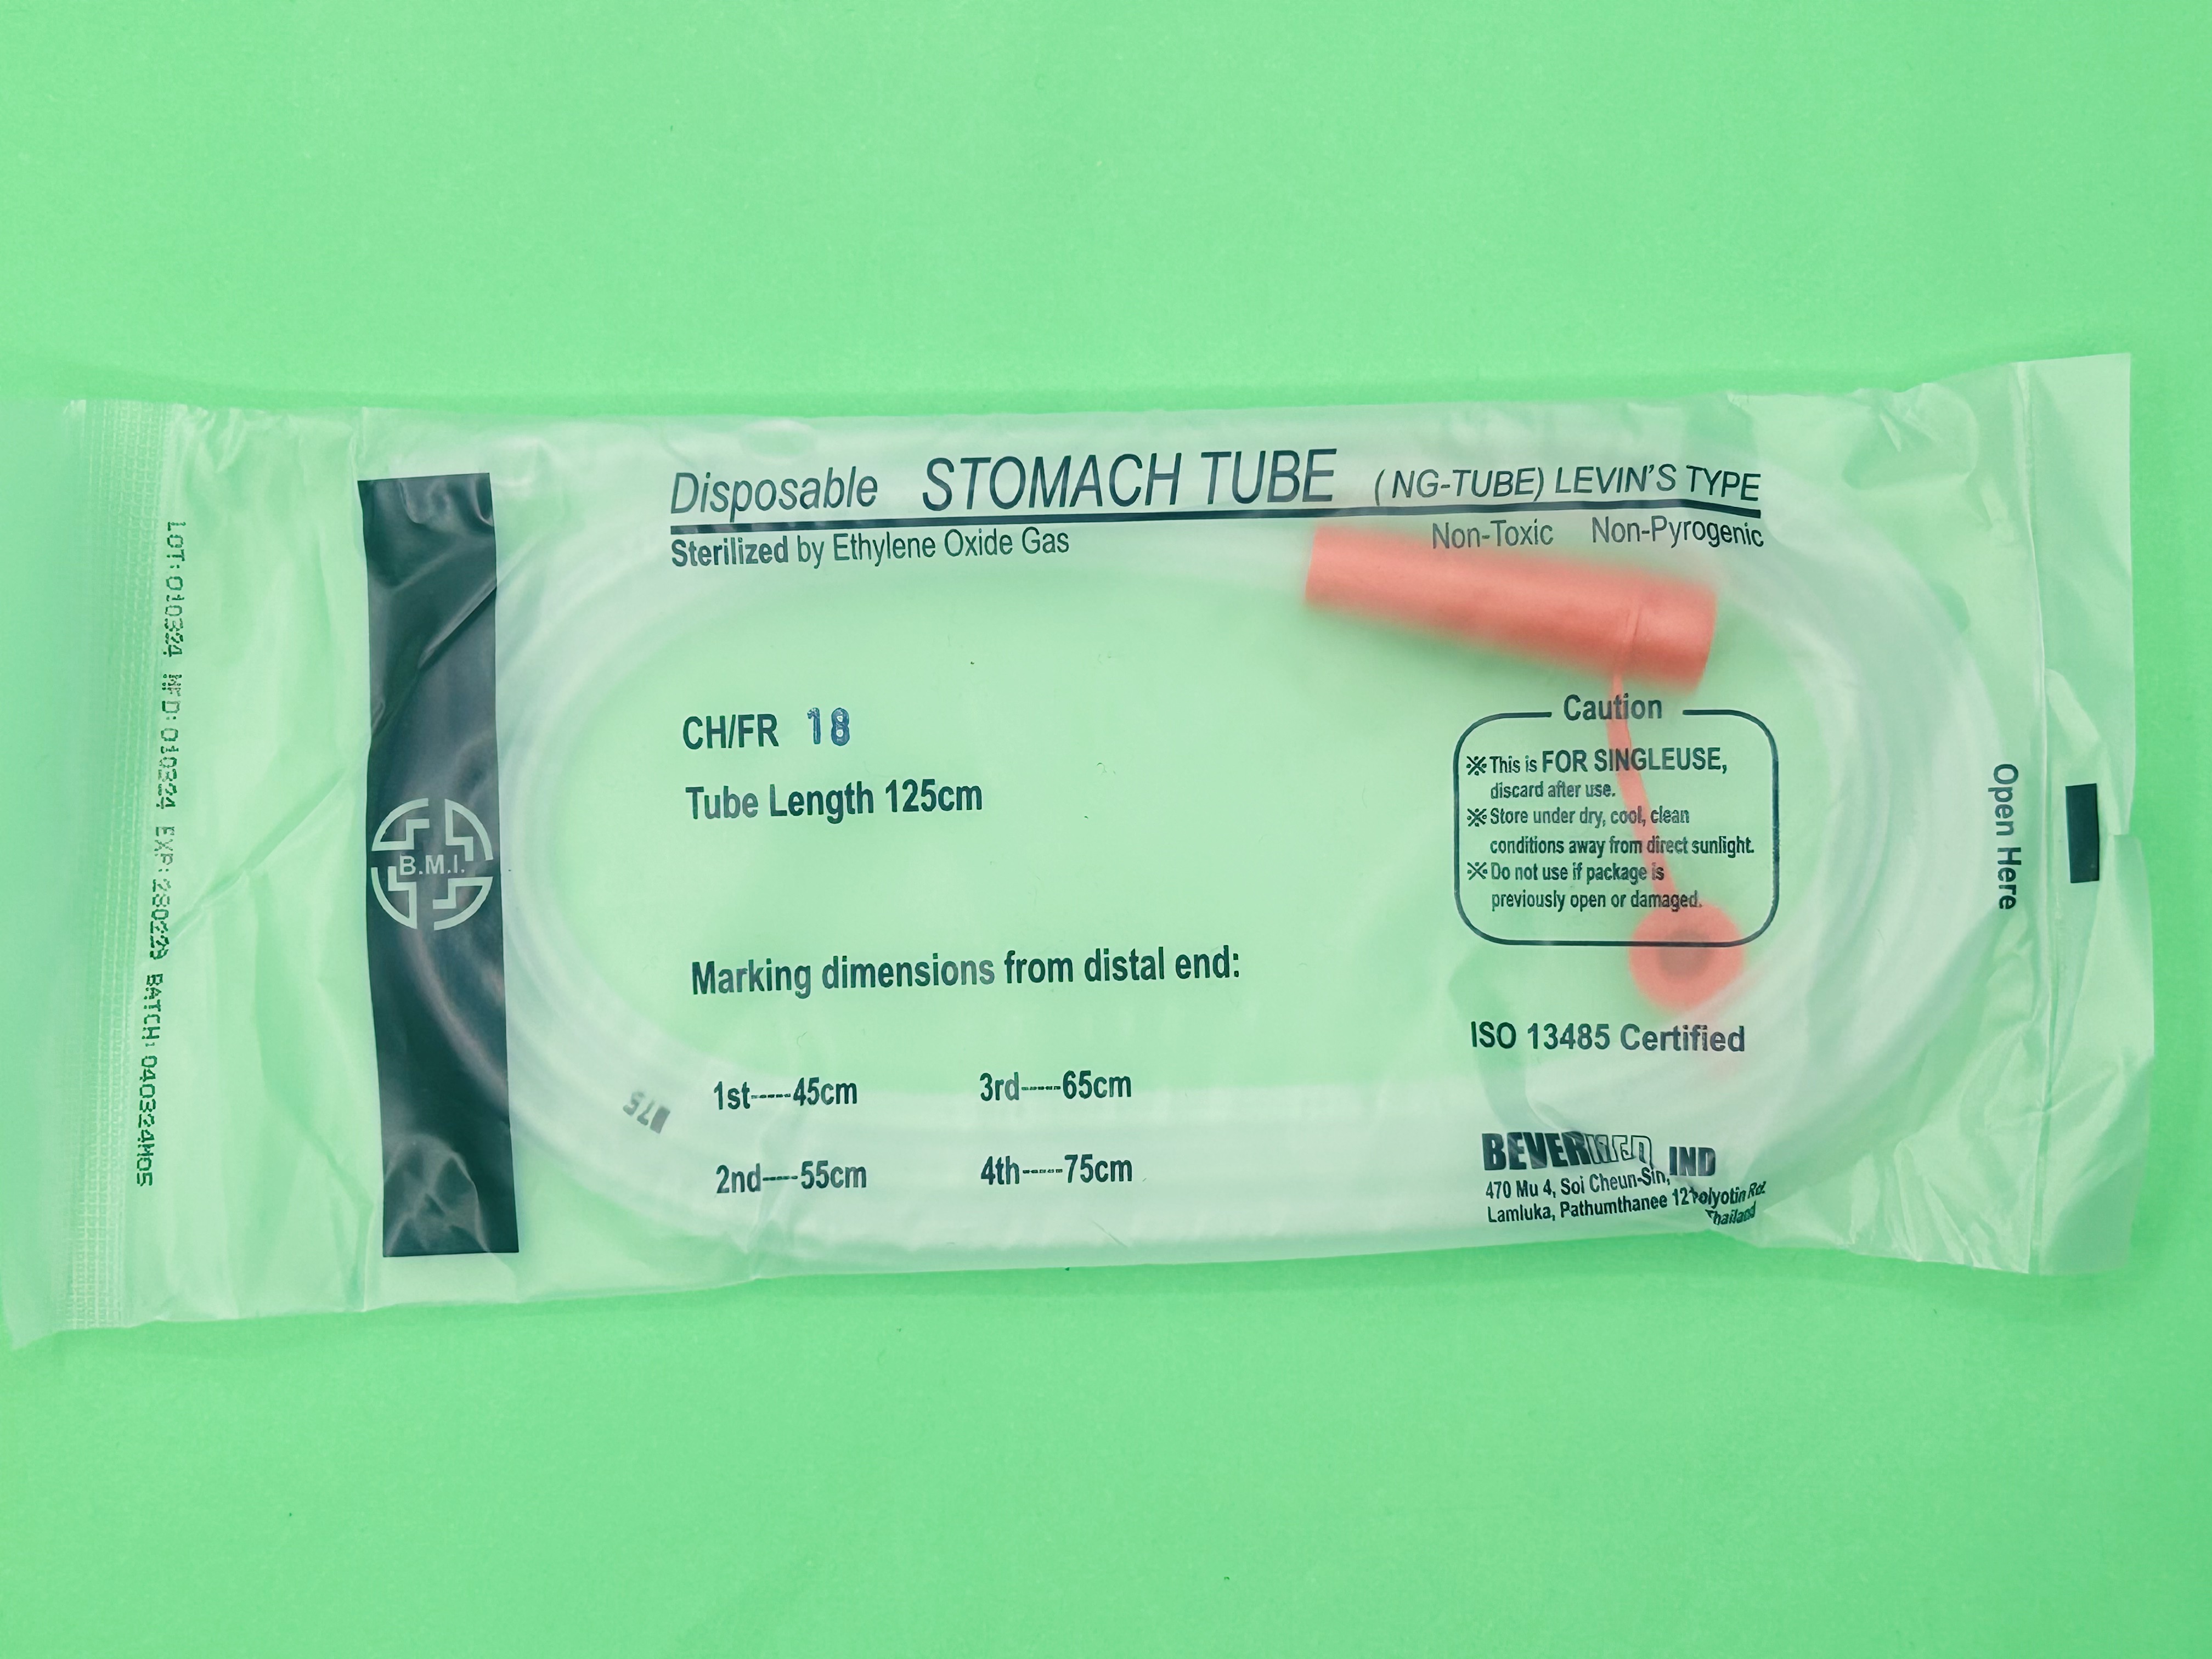 Disposable STOMACH TUBE (NG-TUBE) LEVIN'S TYPE
Sterilized by Ethylene Oxide Gas Non-Toxic Non-Pyrogenic
CH/FR 18
Tube Length 125cm
Marking dimensions from distal end:
1st-----45cm 3rd-----65cm
2nd-----55cm 4th-----75cm
75
B.M.I.
LOT: 010324 MFD: 010324 EXP: 280229 BATCH: 040324M05
Caution
※ This is FOR SINGLEUSE,
discard after use.
※ Store under dry, cool, clean
conditions away from direct sunlight.
※ Do not use if package is
previously open or damaged.
ISO 13485 Certified
BEVERMED IND
470 Mu 4, Soi Cheun-Sin, Rd.
Lamluka, Pathumthanee Thailand
Open Here